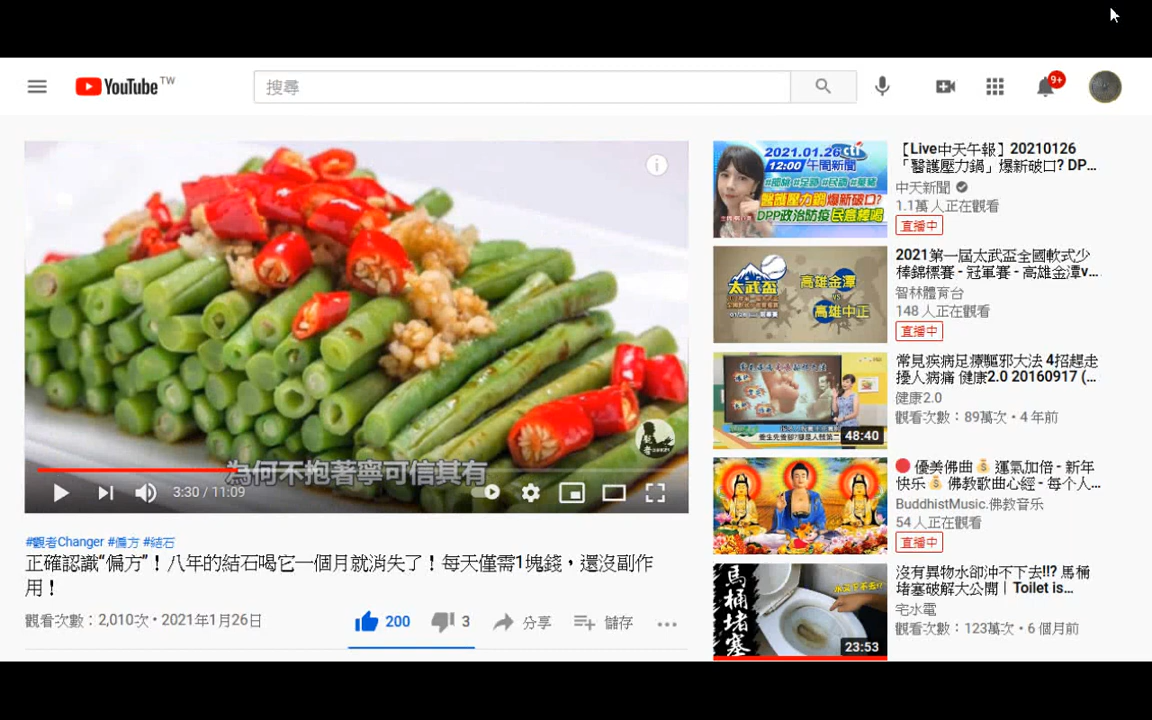 YouTube TW
搜尋
9+
為何不抱著寧可信其有
3:30 / 11:09
#觀者Changer #偏方 #結石
正確認識“偏方”！八年的結石喝它一個月就消失了！每天僅需1塊錢，還沒副作
用！
觀看次數：2,010次 • 2021年1月26日
200
3
分享
儲存
2021.01.26
cti
12:00 午間新聞
醫護壓力鍋爆新破口?
DPP政治防疫民意轉喝
【Live中天午報】20210126
「醫護壓力鍋」爆新破口? DP...
中天新聞
1.1萬 人正在觀看
直播中
太武盃
高雄金潭
vs
高雄中正
2021第一屆太武盃全國軟式少
棒錦標賽 - 冠軍賽 - 高雄金潭v...
智林體育台
148 人正在觀看
直播中
48:40
常見疾病足療驅邪大法 4招趕走
擾人病痛 健康2.0 20160917 (...
健康2.0
觀看次數：89萬次 • 4 年前
優美佛曲 運氣加倍 - 新年
快乐 佛教歌曲心經 - 每个人...
BuddhistMusic.佛教音乐
54 人正在觀看
直播中
馬桶堵塞
23:53
沒有異物水卻沖不下去!!? 馬桶
堵塞破解大公開｜Toilet is...
宅水電
觀看次數：123萬次 • 6 個月前